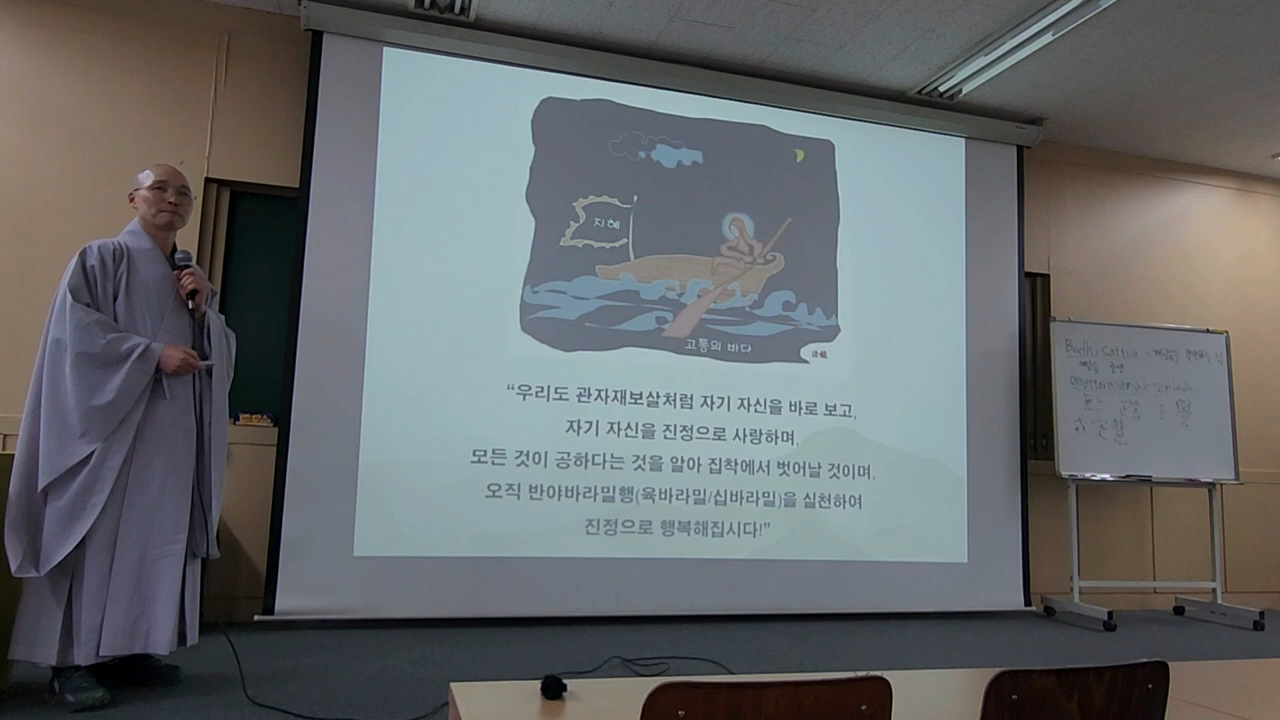 지혜
고통의 바다
“우리도 관자재보살처럼 자기 자신을 바로 보고,
자기 자신을 진정으로 사랑하며,
모든 것이 공하다는 것을 알아 집착에서 벗어날 것이며,
오직 반야바라밀행(육바라밀/십바라밀)을 실천하여
진정으로 행복해집시다!”
Bodhisattva =